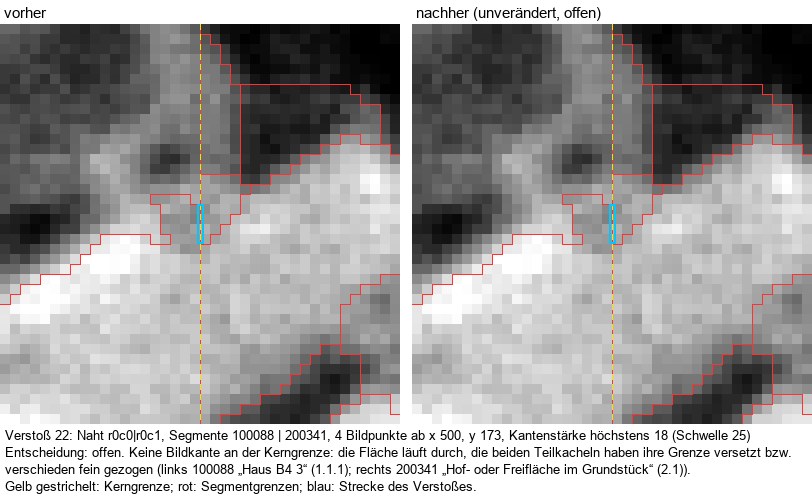 vorher
nachher (unverändert, offen)
Verstoß 22: Naht r0c0|r0c1, Segmente 100088 | 200341, 4 Bildpunkte ab x 500, y 173, Kantenstärke höchstens 18 (Schwelle 25)
Entscheidung: offen. Keine Bildkante an der Kerngrenze: die Fläche läuft durch, die beiden Teilkacheln haben ihre Grenze versetzt bzw.
verschieden fein gezogen (links 100088 „Haus B4 3“ (1.1.1); rechts 200341 „Hof- oder Freifläche im Grundstück“ (2.1)).
Gelb gestrichelt: Kerngrenze; rot: Segmentgrenzen; blau: Strecke des Verstoßes.